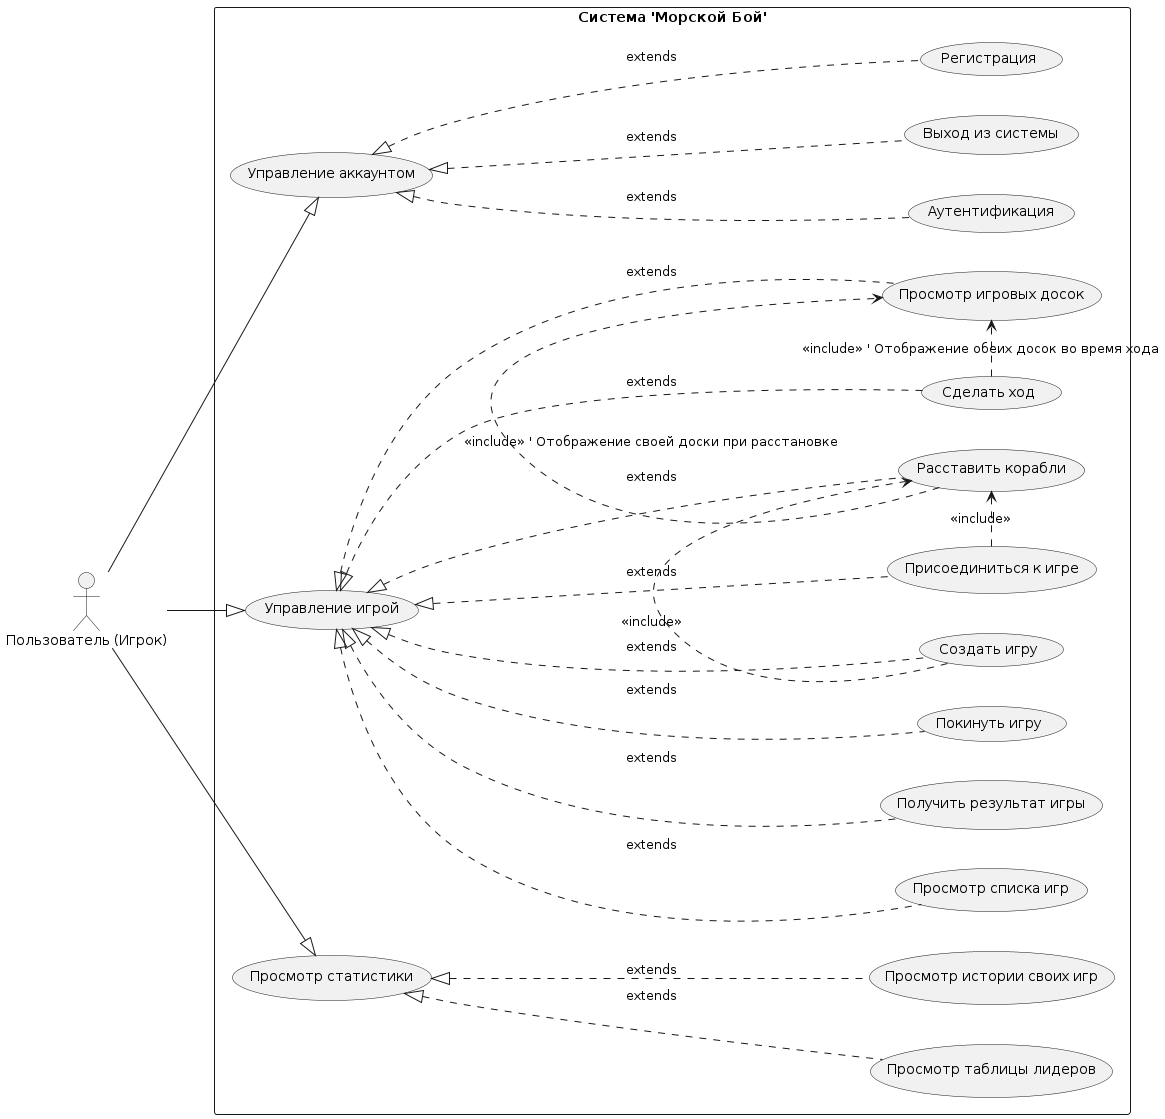 Система 'Морской Бой'
extends
Регистрация
extends
Выход из системы
Управление аккаунтом
extends
Аутентификация
extends
Просмотр игровых досок
«include» ' Отображение обеих досок во время хода
extends
Сделать ход
«include» ' Отображение своей доски при расстановке
extends
Расставить корабли
«include»
extends
Присоединиться к игре
Управление игрой
Пользователь (Игрок)
«include»
extends
Создать игру
extends
Покинуть игру
extends
Получить результат игры
extends
Просмотр списка игр
extends
Просмотр статистики
Просмотр истории своих игр
extends
Просмотр таблицы лидеров